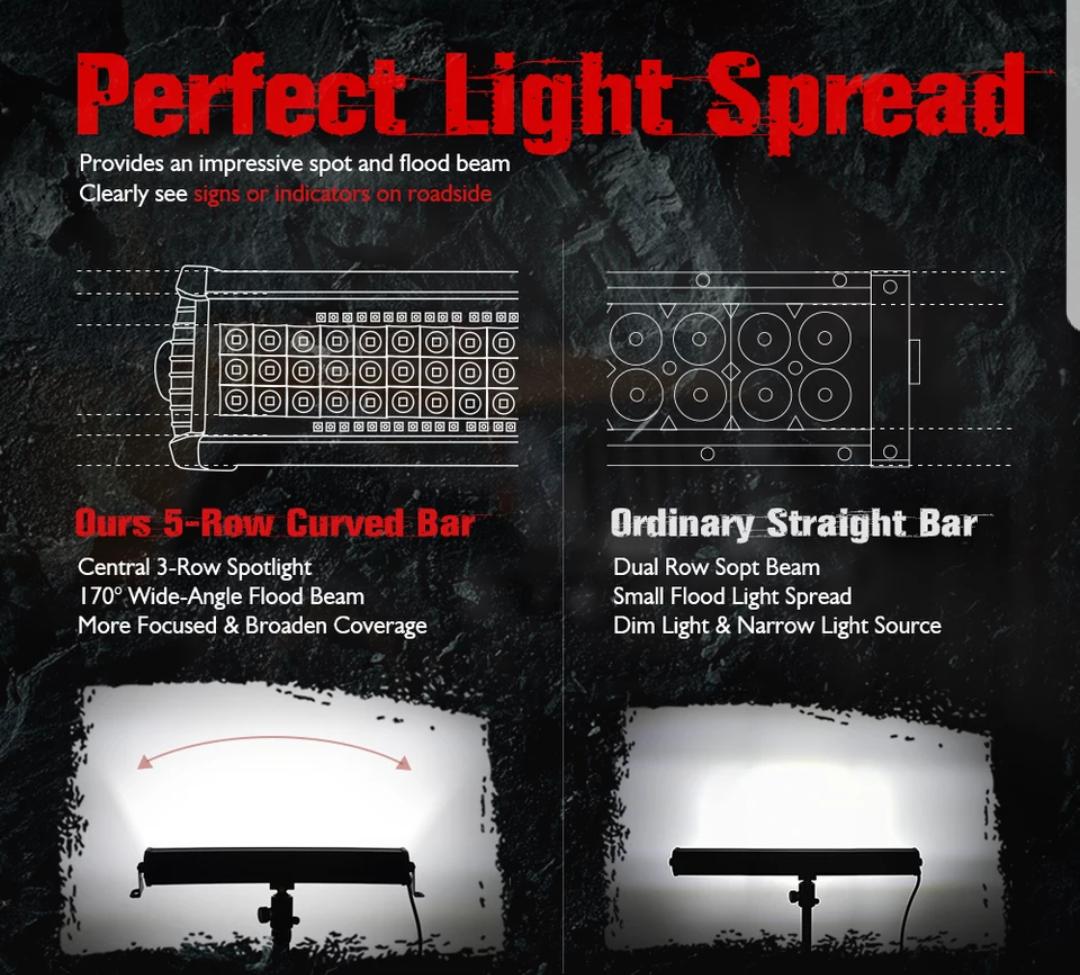 Perfect Light Spread
Provides an impressive spot and flood beam
Clearly see signs or indicators on roadside
Ours 5-Row Curved Bar
Central 3-Row Spotlight
170° Wide-Angle Flood Beam
More Focused & Broaden Coverage
Ordinary Straight Bar
Dual Row Sopt Beam
Small Flood Light Spread
Dim Light & Narrow Light Source